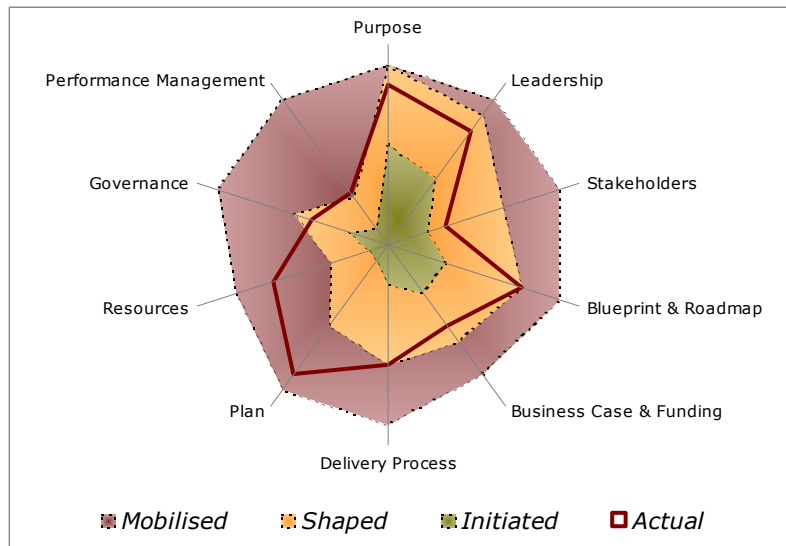 Purpose
Performance Management
Leadership
Governance
Stakeholders
Resources
Blueprint & Roadmap
Plan
Business Case & Funding
Delivery Process
Mobilised Shaped Initiated Actual